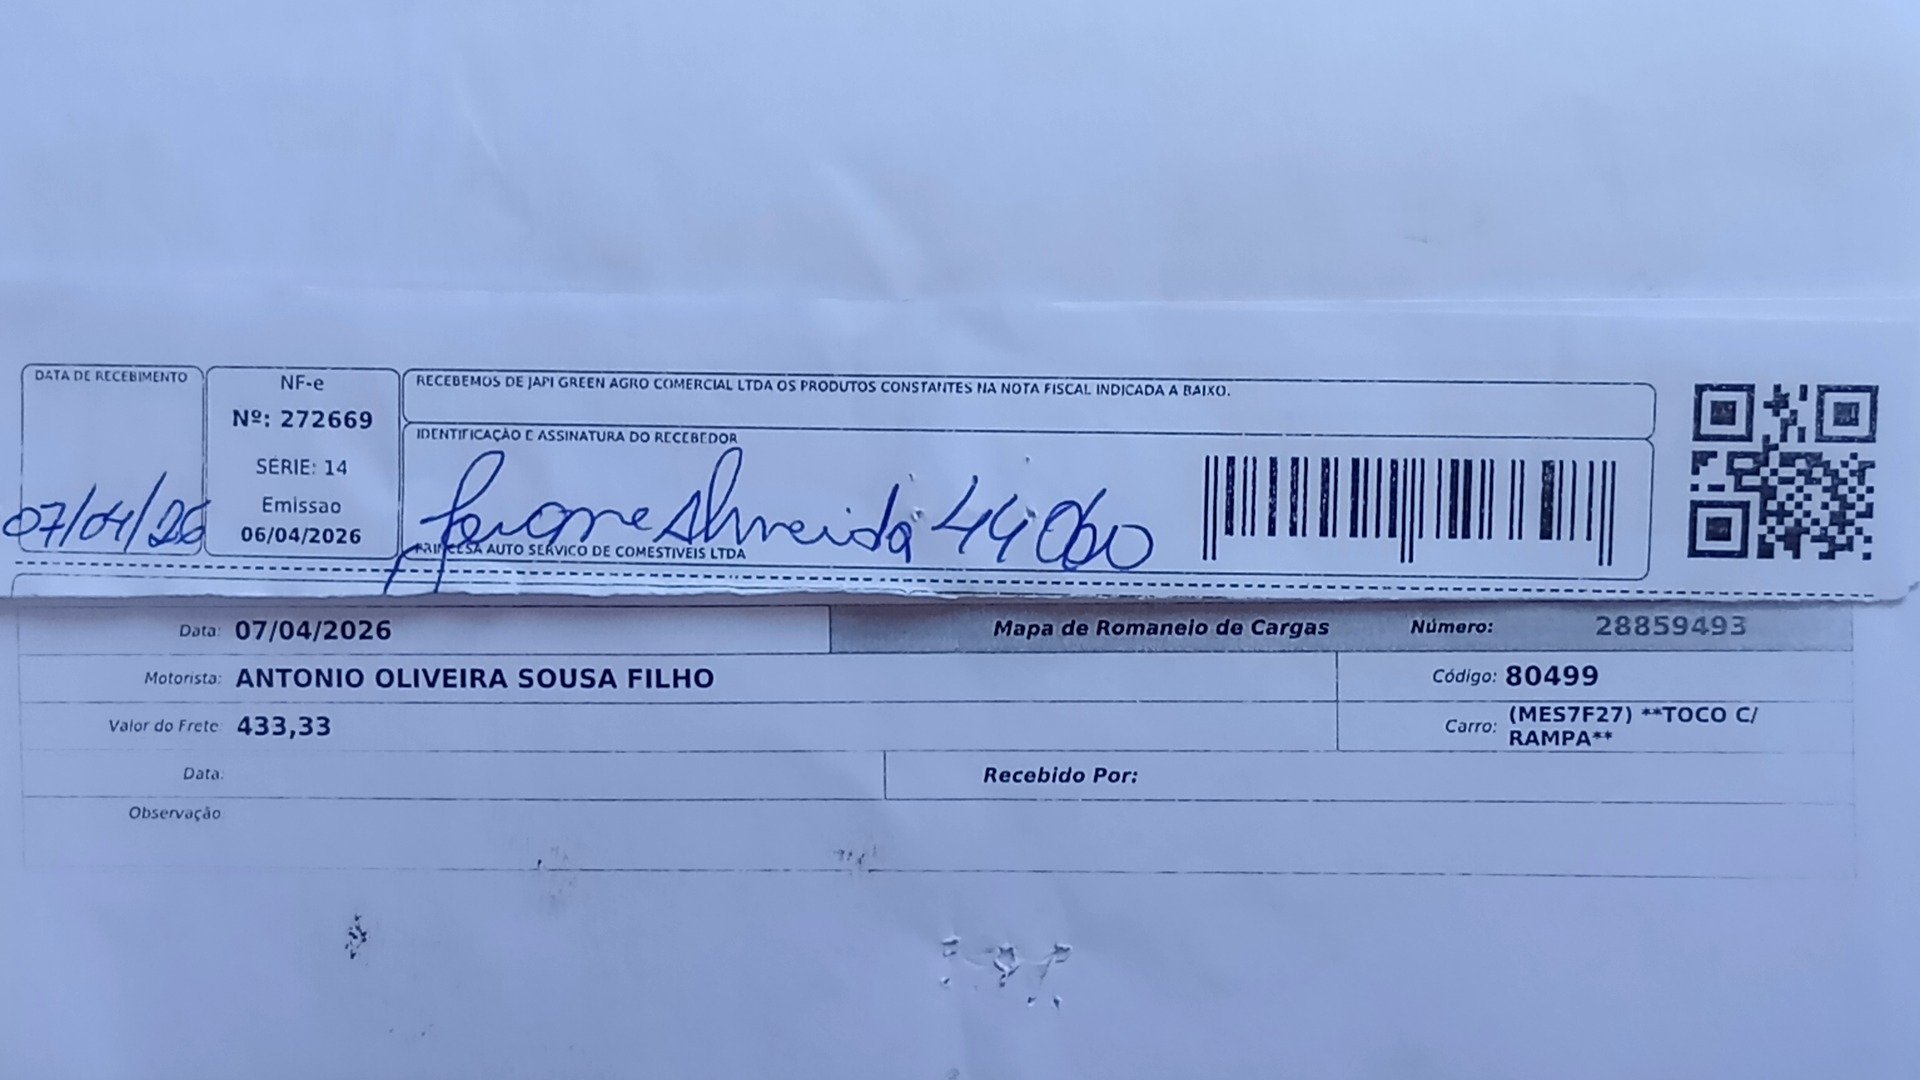 DATA DE RECEBIMENTO
07/04/26
NF-e
Nº: 272669
SÉRIE: 14
Emissao
06/04/2026
RECEBEMOS DE JAPI GREEN AGRO COMERCIAL LTDA OS PRODUTOS CONSTANTES NA NOTA FISCAL INDICADA A BAIXO.
IDENTIFICAÇÃO E ASSINATURA DO RECEBEDOR
Almeida 44060
PRINCESA AUTO SERVICO DE COMESTIVEIS LTDA
Data: 07/04/2026 Mapa de Romaneio de Cargas Número: 28859493
Motorista: ANTONIO OLIVEIRA SOUSA FILHO Código: 80499
Valor do Frete: 433,33 Carro: (MES7F27) **TOCO C/
RAMPA**
Data: Recebido Por:
Observação